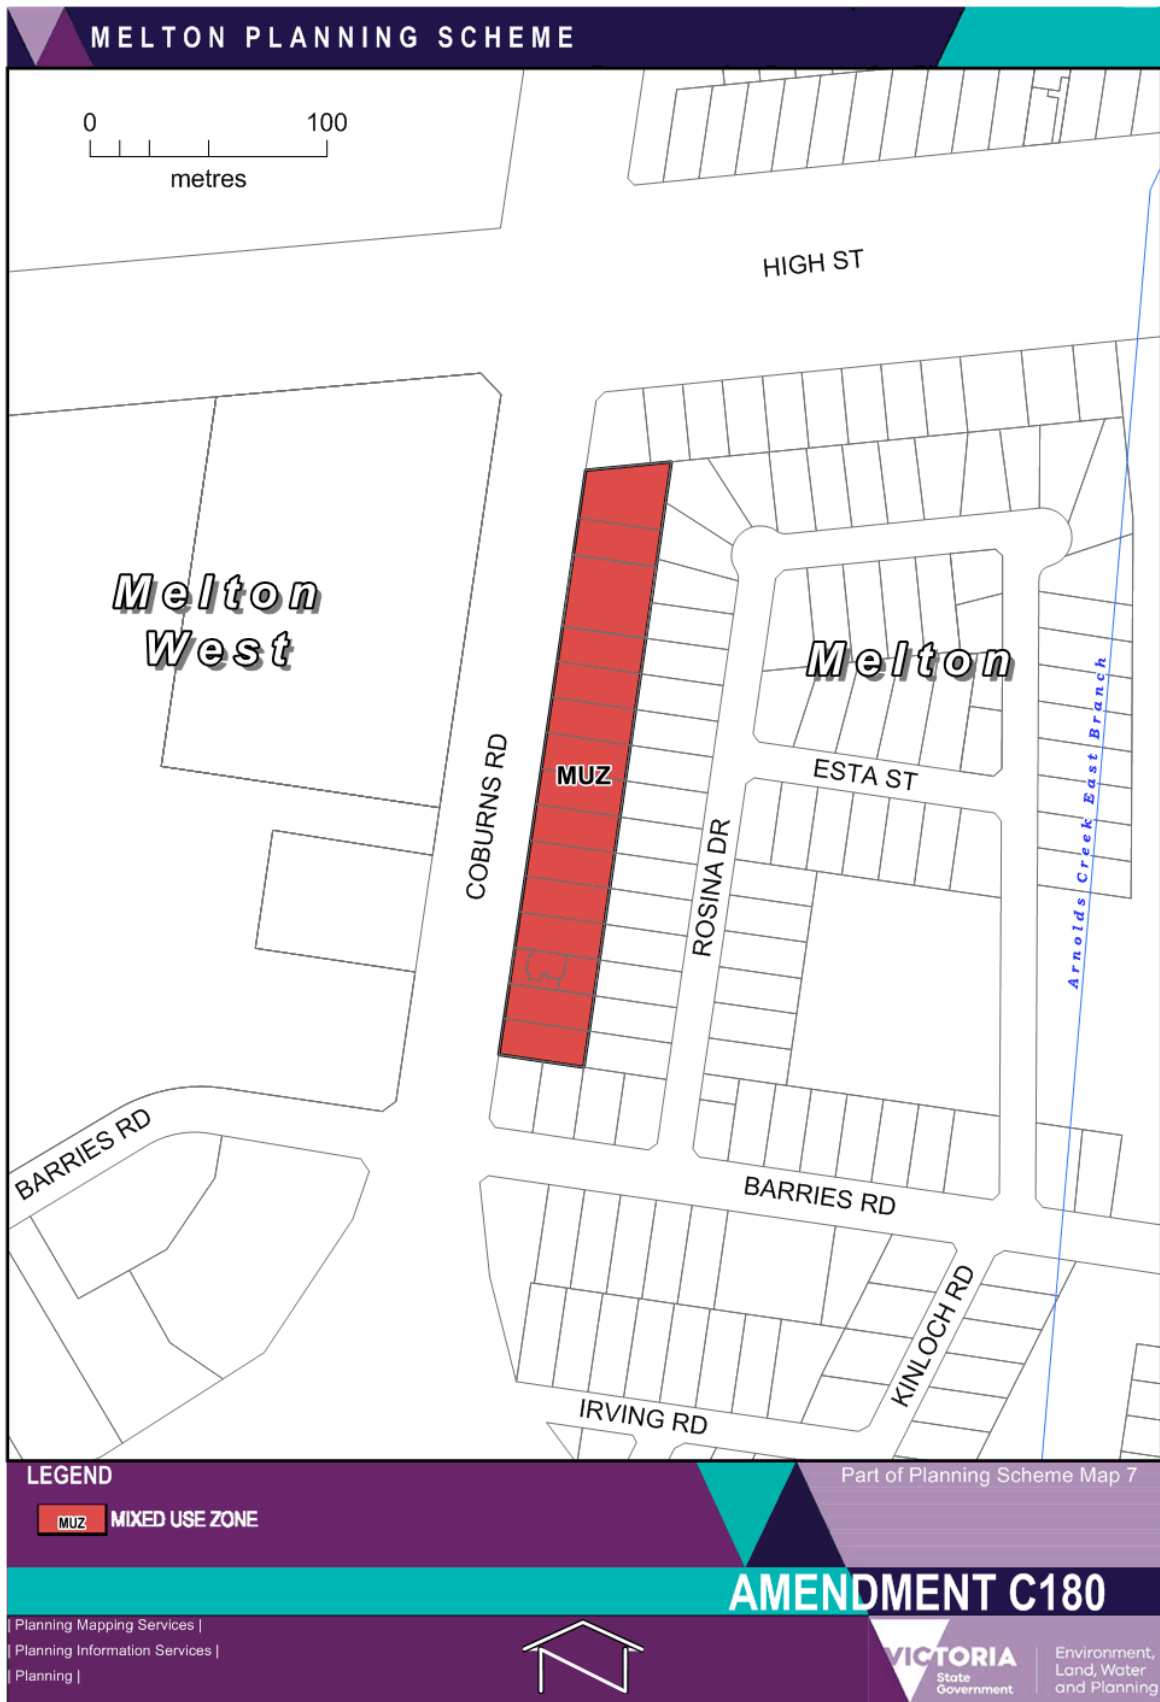 MELTON PLANNING SCHEME
0 100
metres
HIGH ST
Melton
West
Melton
COBURNS RD
MUZ
ESTA ST
ROSINA DR
Arnolds Creek East Branch
BARRIES RD
BARRIES RD
KINLOCH RD
IRVING RD
LEGEND
Part of Planning Scheme Map 7
MUZ MIXED USE ZONE
AMENDMENT C180
| Planning Mapping Services |
| Planning Information Services |
| Planning |
VICTORIA
State
Government
Environment,
Land, Water
and Planning